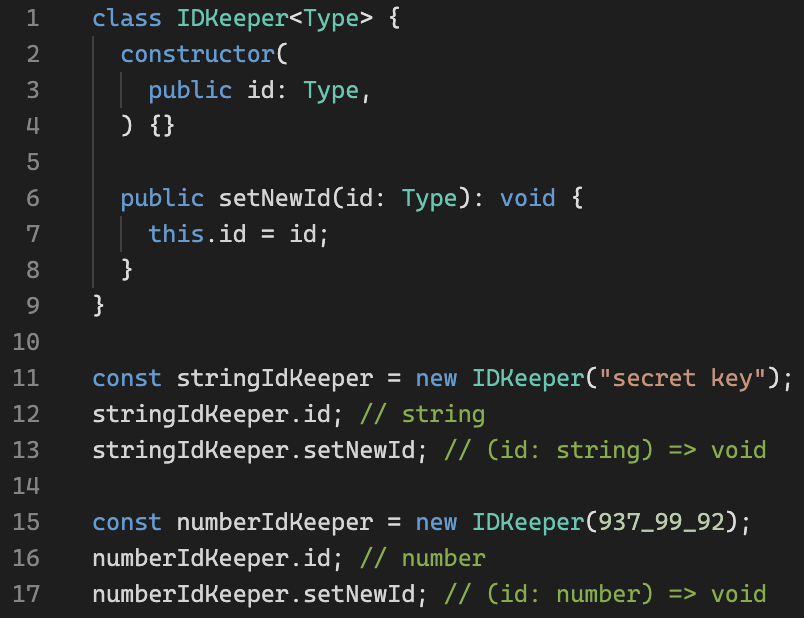 1 class IDKeeper<Type> {
2 constructor(
3 public id: Type,
4 ) {}
5
6 public setNewId(id: Type): void {
7 this.id = id;
8 }
9 }
10
11 const stringIdKeeper = new IDKeeper("secret key");
12 stringIdKeeper.id; // string
13 stringIdKeeper.setNewId; // (id: string) => void
14
15 const numberIdKeeper = new IDKeeper(937_99_92);
16 numberIdKeeper.id; // number
17 numberIdKeeper.setNewId; // (id: number) => void